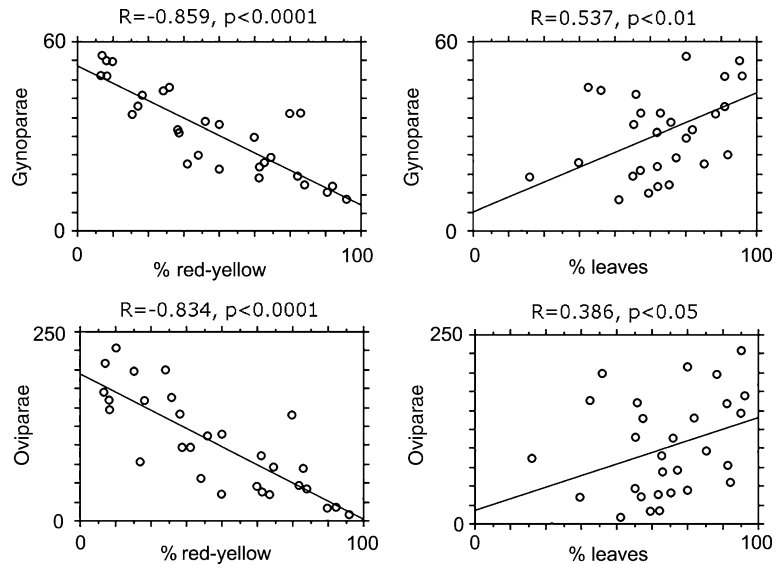 R=-0.859, p<0.0001
60
Gynoparae
0
0
100
% red-yellow
R=0.537, p<0.01
60
Gynoparae
0
0
100
% leaves
R=-0.834, p<0.0001
250
Oviparae
0
0
100
% red-yellow
R=0.386, p<0.05
250
Oviparae
0
0
100
% leaves